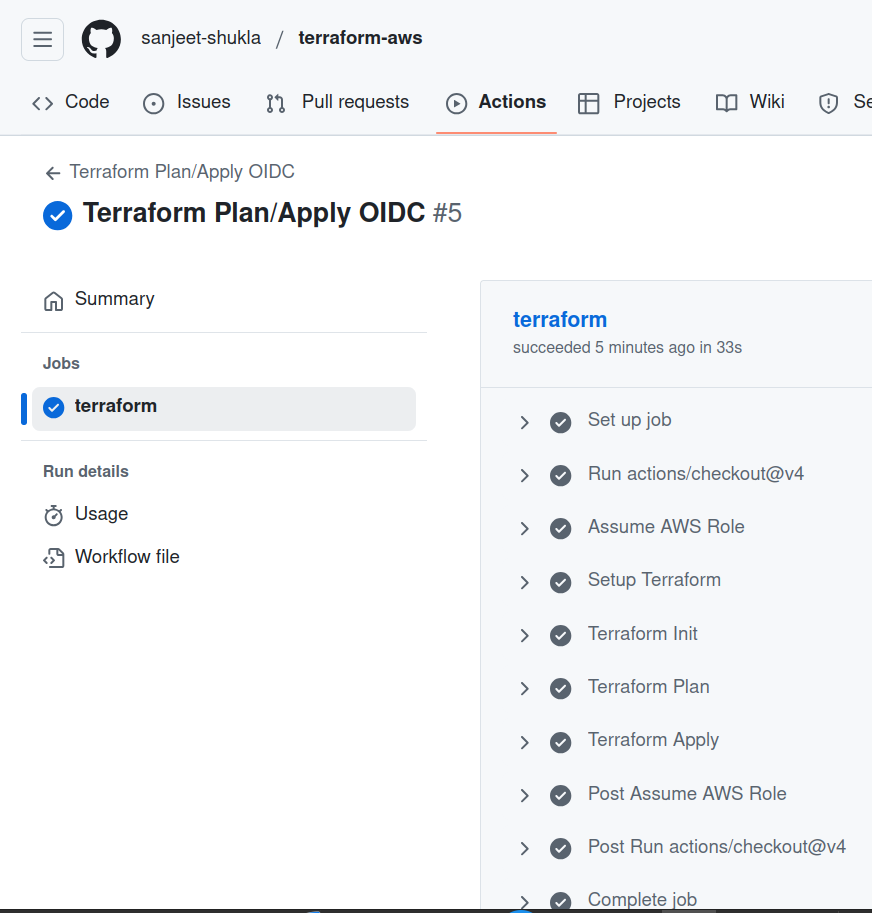 sanjeet-shukla / terraform-aws
Code Issues Pull requests Actions Projects Wiki Se
Terraform Plan/Apply OIDC
Terraform Plan/Apply OIDC #5
Summary
Jobs
terraform
Run details
Usage
Workflow file
terraform
succeeded 5 minutes ago in 33s
Set up job
Run actions/checkout@v4
Assume AWS Role
Setup Terraform
Terraform Init
Terraform Plan
Terraform Apply
Post Assume AWS Role
Post Run actions/checkout@v4
Complete job